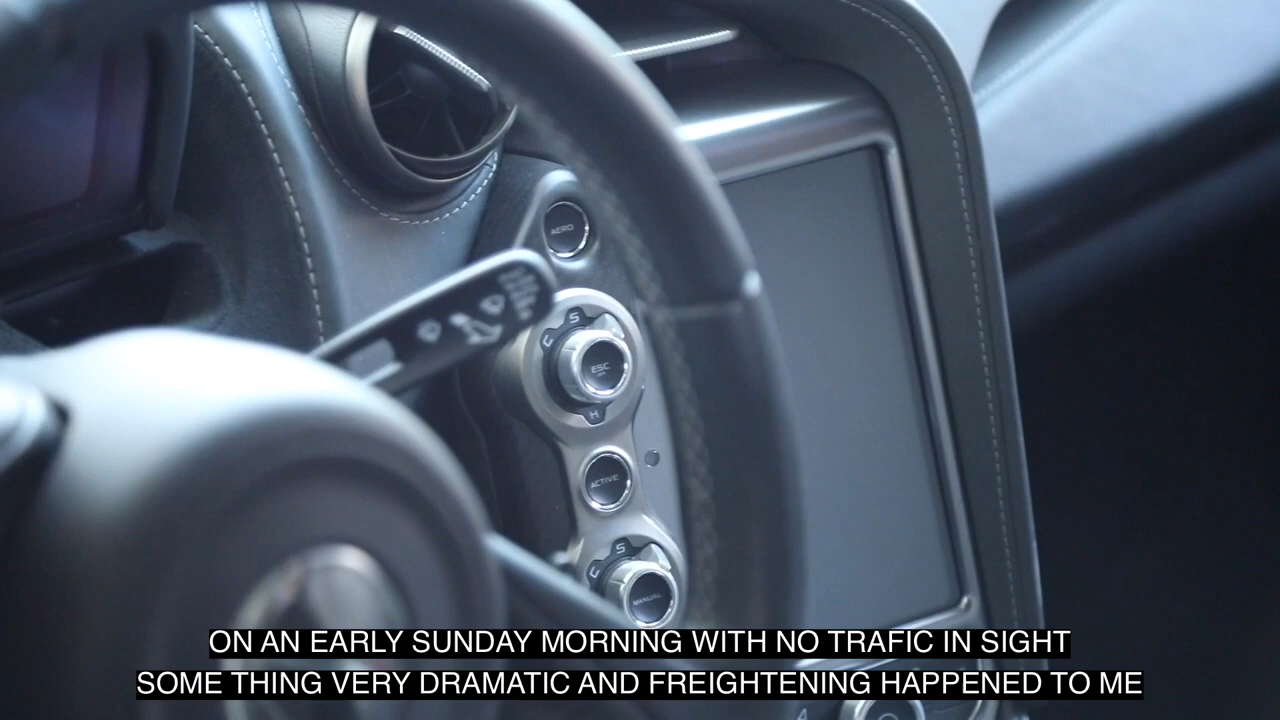 AERO
S
C
ESC
OFF
H
ACTIVE
S
C
MANUAL
ON AN EARLY SUNDAY MORNING WITH NO TRAFIC IN SIGHT
SOME THING VERY DRAMATIC AND FREIGHTENING HAPPENED TO ME
A